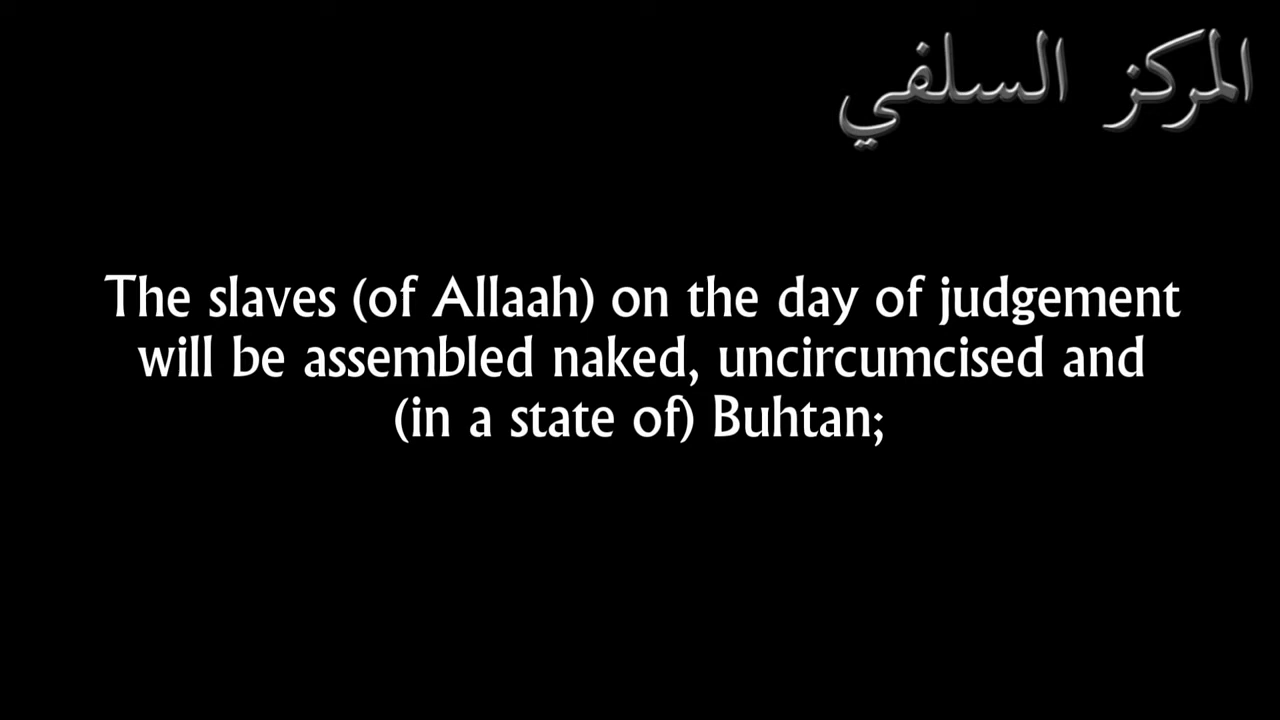 المركز السلفي
The slaves (of Allaah) on the day of judgement
will be assembled naked, uncircumcised and
(in a state of) Buhtan;